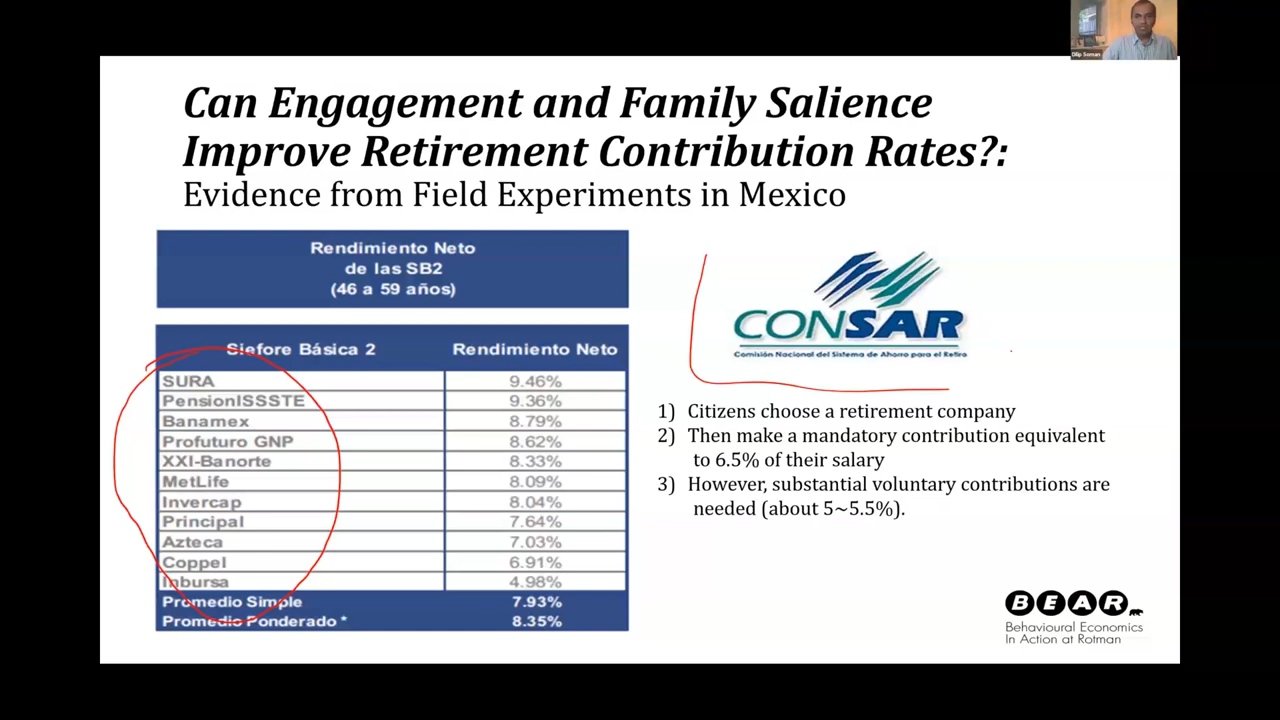 Dilip Soman
Can Engagement and Family Salience
Improve Retirement Contribution Rates?:
Evidence from Field Experiments in Mexico
Rendimiento Neto
de las SB2
(46 a 59 años)
Siefore Básica 2 Rendimiento Neto
SURA 9.46%
PensionISSSTE 9.36%
Banamex 8.79%
Profuturo GNP 8.62%
XXI-Banorte 8.33%
MetLife 8.09%
Invercap 8.04%
Principal 7.64%
Azteca 7.03%
Coppel 6.91%
Inbursa 4.98%
Promedio Simple 7.93%
Promedio Ponderado * 8.35%
CONSAR
Comisión Nacional del Sistema de Ahorro para el Retiro
1) Citizens choose a retirement company
2) Then make a mandatory contribution equivalent
to 6.5% of their salary
3) However, substantial voluntary contributions are
needed (about 5~5.5%).
BEAR
Behavioural Economics
In Action at Rotman